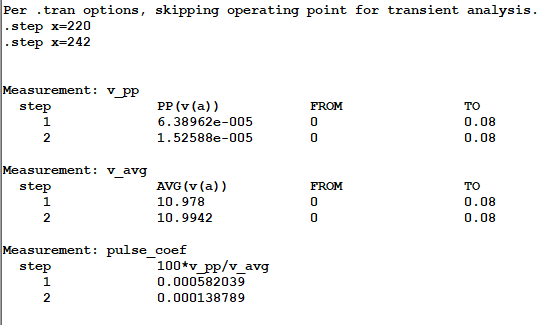 Per .tran options, skipping operating point for transient analysis.
.step x=220
.step x=242
Measurement: v_pp
step PP(v(a)) FROM TO
1 6.38962e-005 0 0.08
2 1.52588e-005 0 0.08
Measurement: v_avg
step AVG(v(a)) FROM TO
1 10.978 0 0.08
2 10.9942 0 0.08
Measurement: pulse_coef
step 100*v_pp/v_avg
1 0.000582039
2 0.000138789